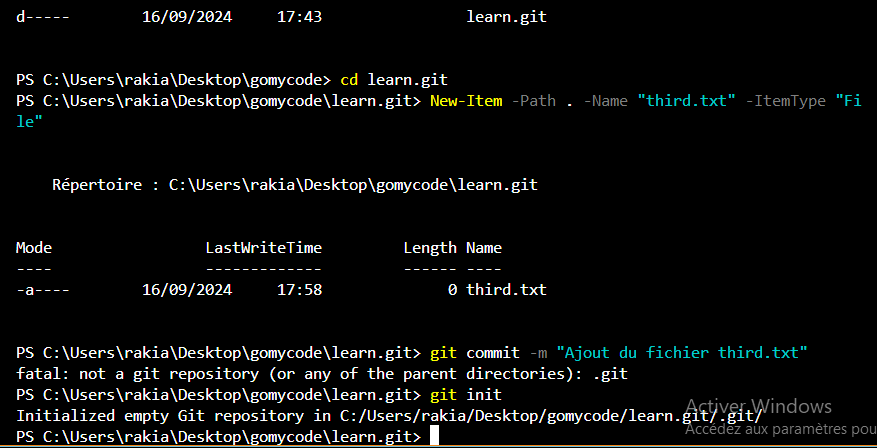 d-----        16/09/2024     17:43                learn.git
PS C:\Users\rakia\Desktop\gomycode> cd learn.git
PS C:\Users\rakia\Desktop\gomycode\learn.git> New-Item -Path . -Name "third.txt" -ItemType "Fi
le"
    Répertoire : C:\Users\rakia\Desktop\gomycode\learn.git
Mode                 LastWriteTime         Length Name
----                 -------------         ------ ----
-a----        16/09/2024     17:58              0 third.txt
PS C:\Users\rakia\Desktop\gomycode\learn.git> git commit -m "Ajout du fichier third.txt"
fatal: not a git repository (or any of the parent directories): .git
PS C:\Users\rakia\Desktop\gomycode\learn.git> git init
Initialized empty Git repository in C:/Users/rakia/Desktop/gomycode/learn.git/.git/
PS C:\Users\rakia\Desktop\gomycode\learn.git>
Activer Windows
Accédez aux paramètres pou